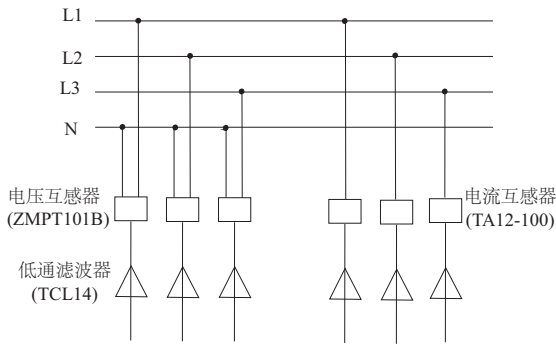 L1
L2
L3
N
电压互感器
(ZMPT101B)
电流互感器
(TA12-100)
低通滤波器
(TCL14)